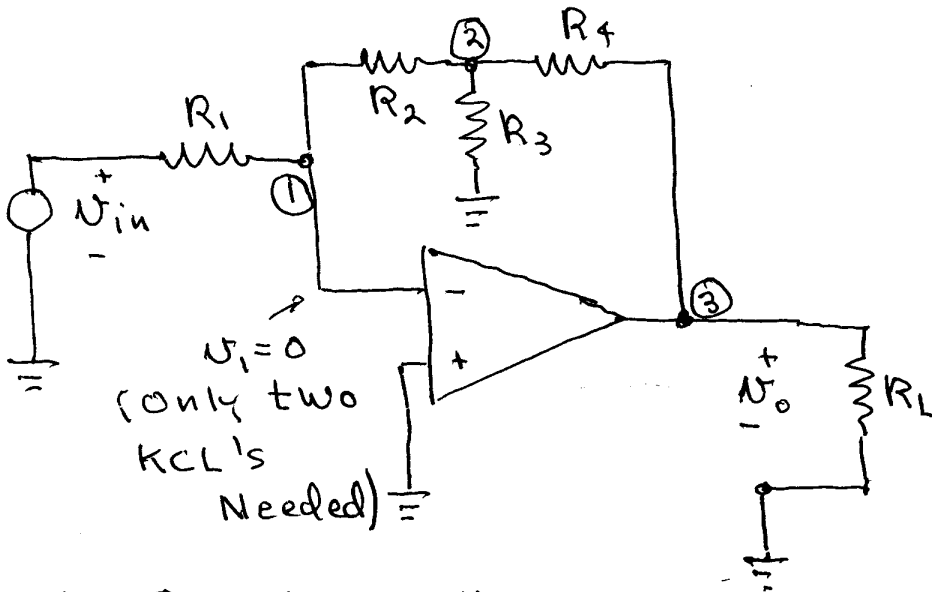 ②
R4
R2
R3
R1
①
+
Vin
-
-
+
③
v1 = 0
(Only two
KCL's
Needed)
+
vo
-
RL